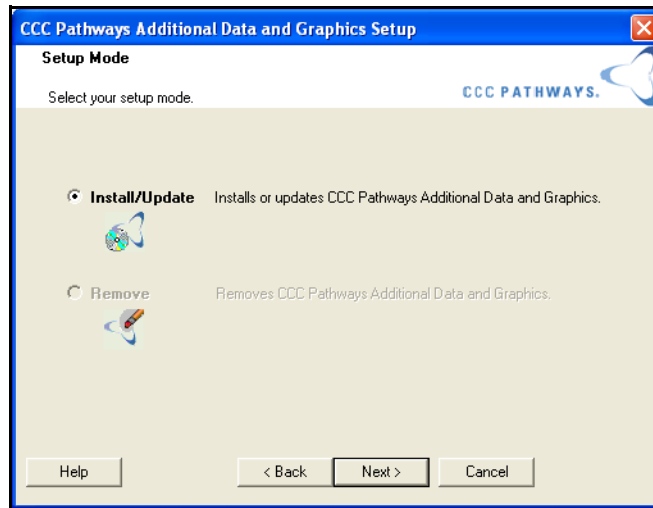 CCC Pathways Additional Data and Graphics Setup
Setup Mode
Select your setup mode.
CCC PATHWAYS.
Install/Update Installs or updates CCC Pathways Additional Data and Graphics.
Remove Removes CCC Pathways Additional Data and Graphics.
Help < Back Next > Cancel